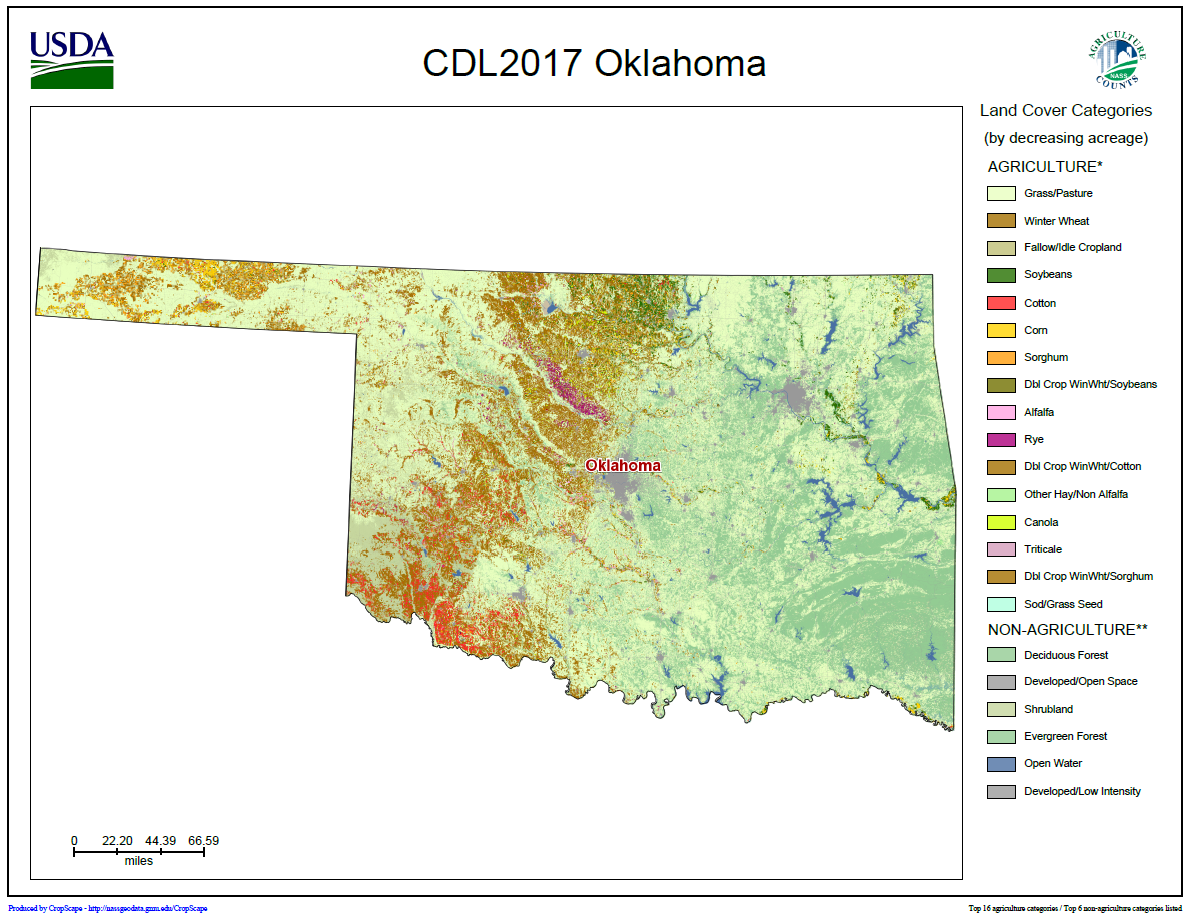 USDA
CDL2017 Oklahoma
AGRICULTURE
NASS
COUNTS
Land Cover Categories
(by decreasing acreage)
AGRICULTURE*
Grass/Pasture
Winter Wheat
Fallow/Idle Cropland
Soybeans
Cotton
Corn
Sorghum
Dbl Crop WinWht/Soybeans
Alfalfa
Rye
Dbl Crop WinWht/Cotton
Other Hay/Non Alfalfa
Canola
Triticale
Dbl Crop WinWht/Sorghum
Sod/Grass Seed
NON-AGRICULTURE**
Deciduous Forest
Developed/Open Space
Shrubland
Evergreen Forest
Open Water
Developed/Low Intensity
Oklahoma
0 22.20 44.39 66.59
miles
Produced by CropScape - http://nassgeodata.gmu.edu/CropScape
Top 16 agriculture categories / Top 6 non-agriculture categories listed